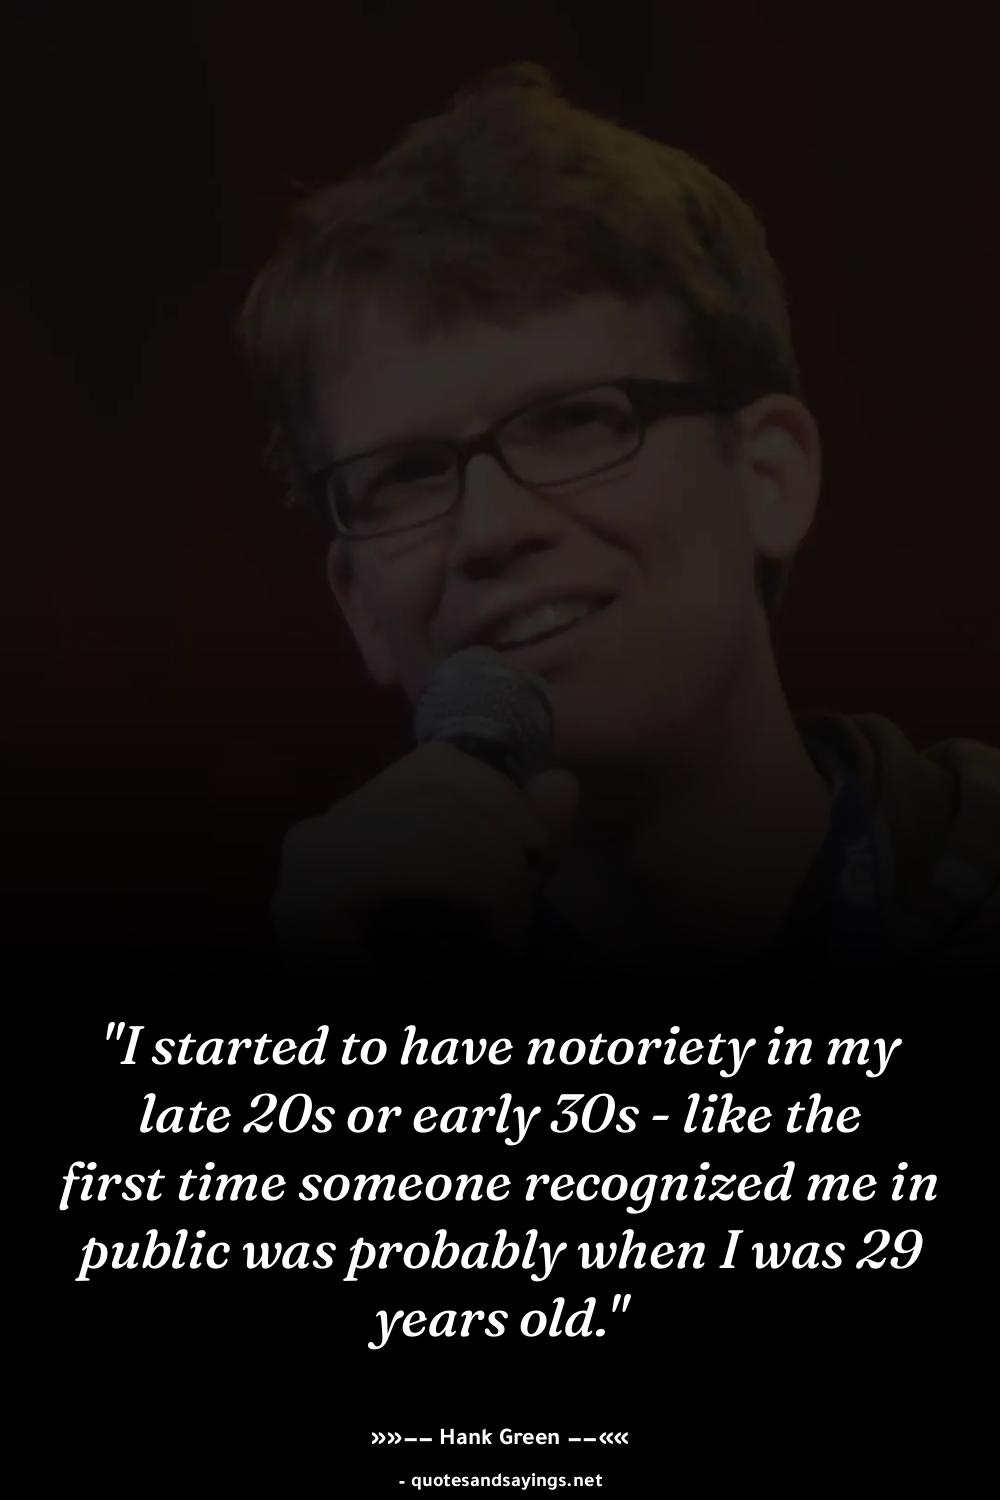 "I started to have notoriety in my
late 20s or early 30s - like the
first time someone recognized me in
public was probably when I was 29
years old."
»»–– Hank Green ––««
- quotesandsayings.net